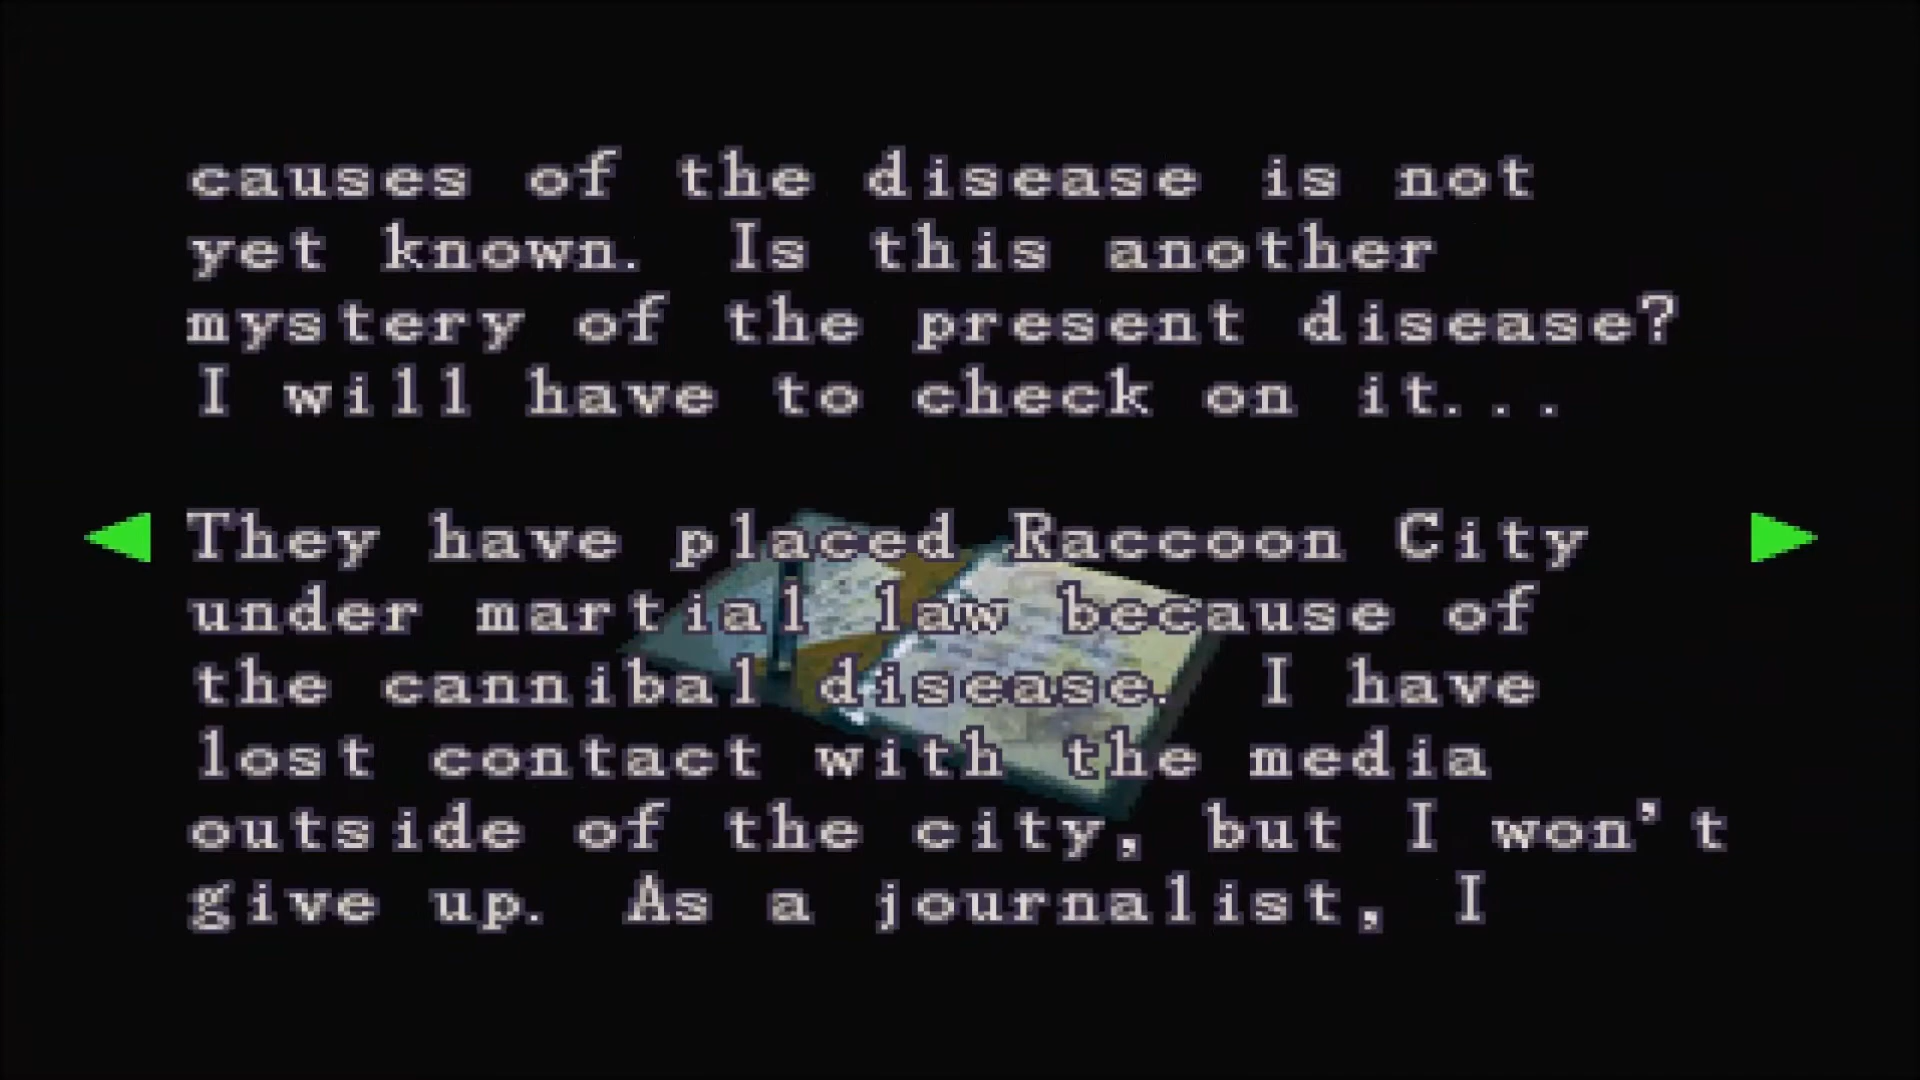 causes of the disease is not
yet known. Is this another
mystery of the present disease?
I will have to check on it...
They have placed Raccoon City
under martial law because of
the cannibal disease. I have
lost contact with the media
outside of the city, but I won't
give up. As a journalist, I